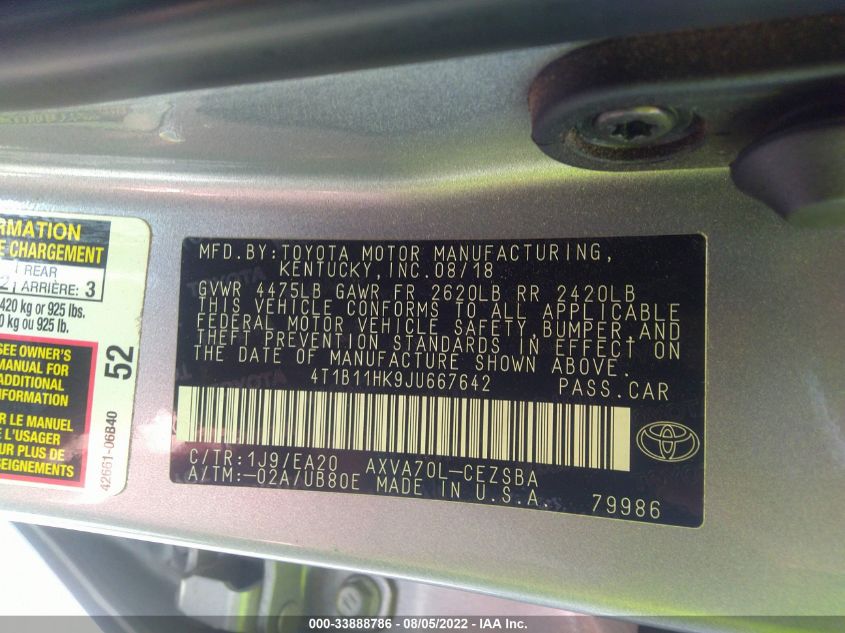 RMATION
E CHARGEMENT
1 REAR
2 ARRIÈRE: 3
420 kg or 925 lbs.
0 kg ou 925 lb.
SEE OWNER'S
MANUAL FOR
ADDITIONAL
INFORMATION
R LE MANUEL
L'USAGER
R PLUS
SEIGNEMENTS
52
42661-06B40
MFD. BY: TOYOTA MOTOR MANUFACTURING,
KENTUCKY, INC. 08/18
GVWR 4475LB GAWR FR 2620LB RR 2420LB
THIS VEHICLE CONFORMS TO ALL APPLICABLE
FEDERAL MOTOR VEHICLE SAFETY, BUMPER, AND
THEFT PREVENTION STANDARDS IN EFFECT ON
THE DATE OF MANUFACTURE SHOWN ABOVE.
4T1B11HK9JU667642 PASS. CAR
C/TR: 1J9/EA20 AXVA70L-CEZSBA
A/TM: -02A/UB80E MADE IN U.S.A. 79986
000-33888786 - 08/05/2022 - IAA Inc.